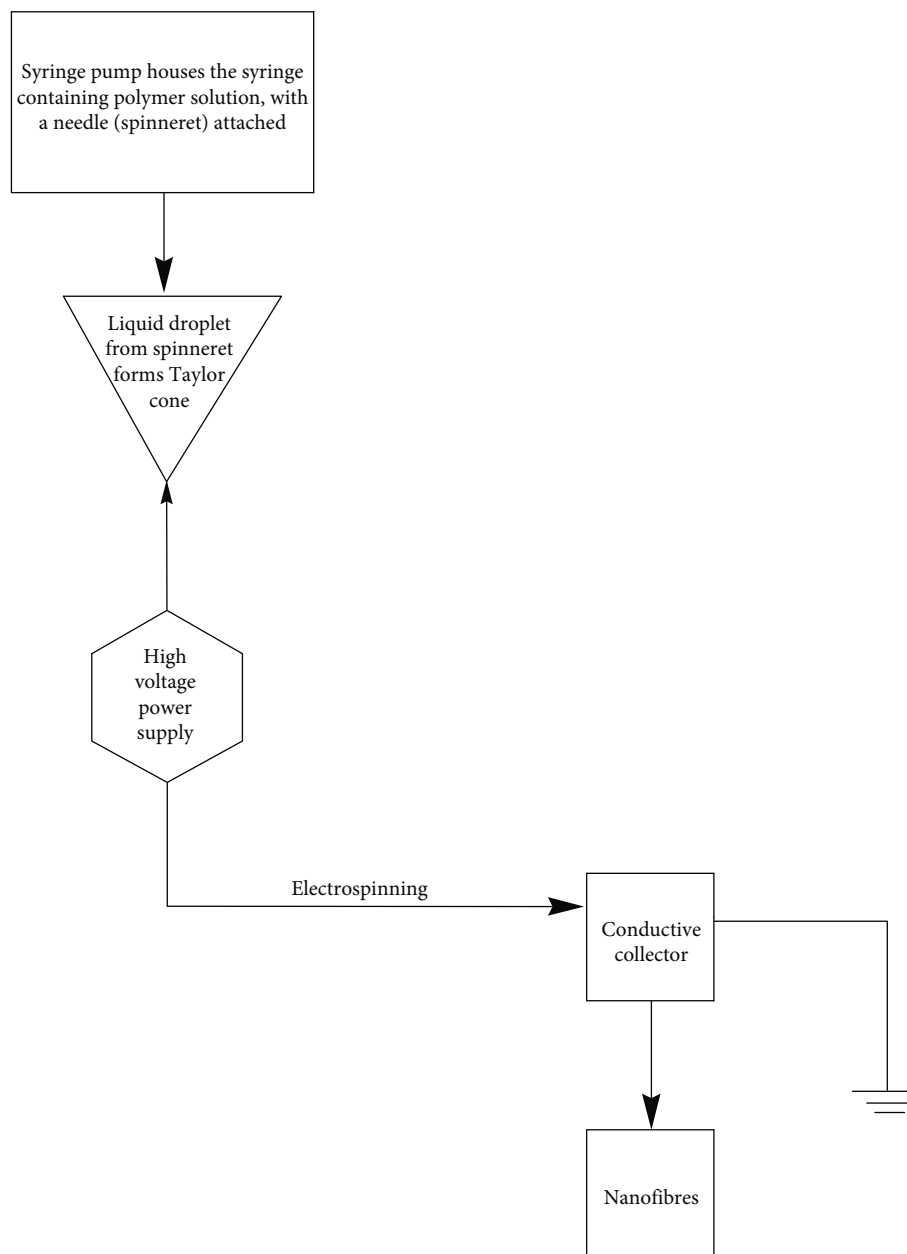 Syringe pump houses the syringe
containing polymer solution, with
a needle (spinneret) attached
Liquid droplet
from spinneret
forms Taylor
cone
High
voltage
power
supply
Electrospinning
Conductive
collector
Nanofibres